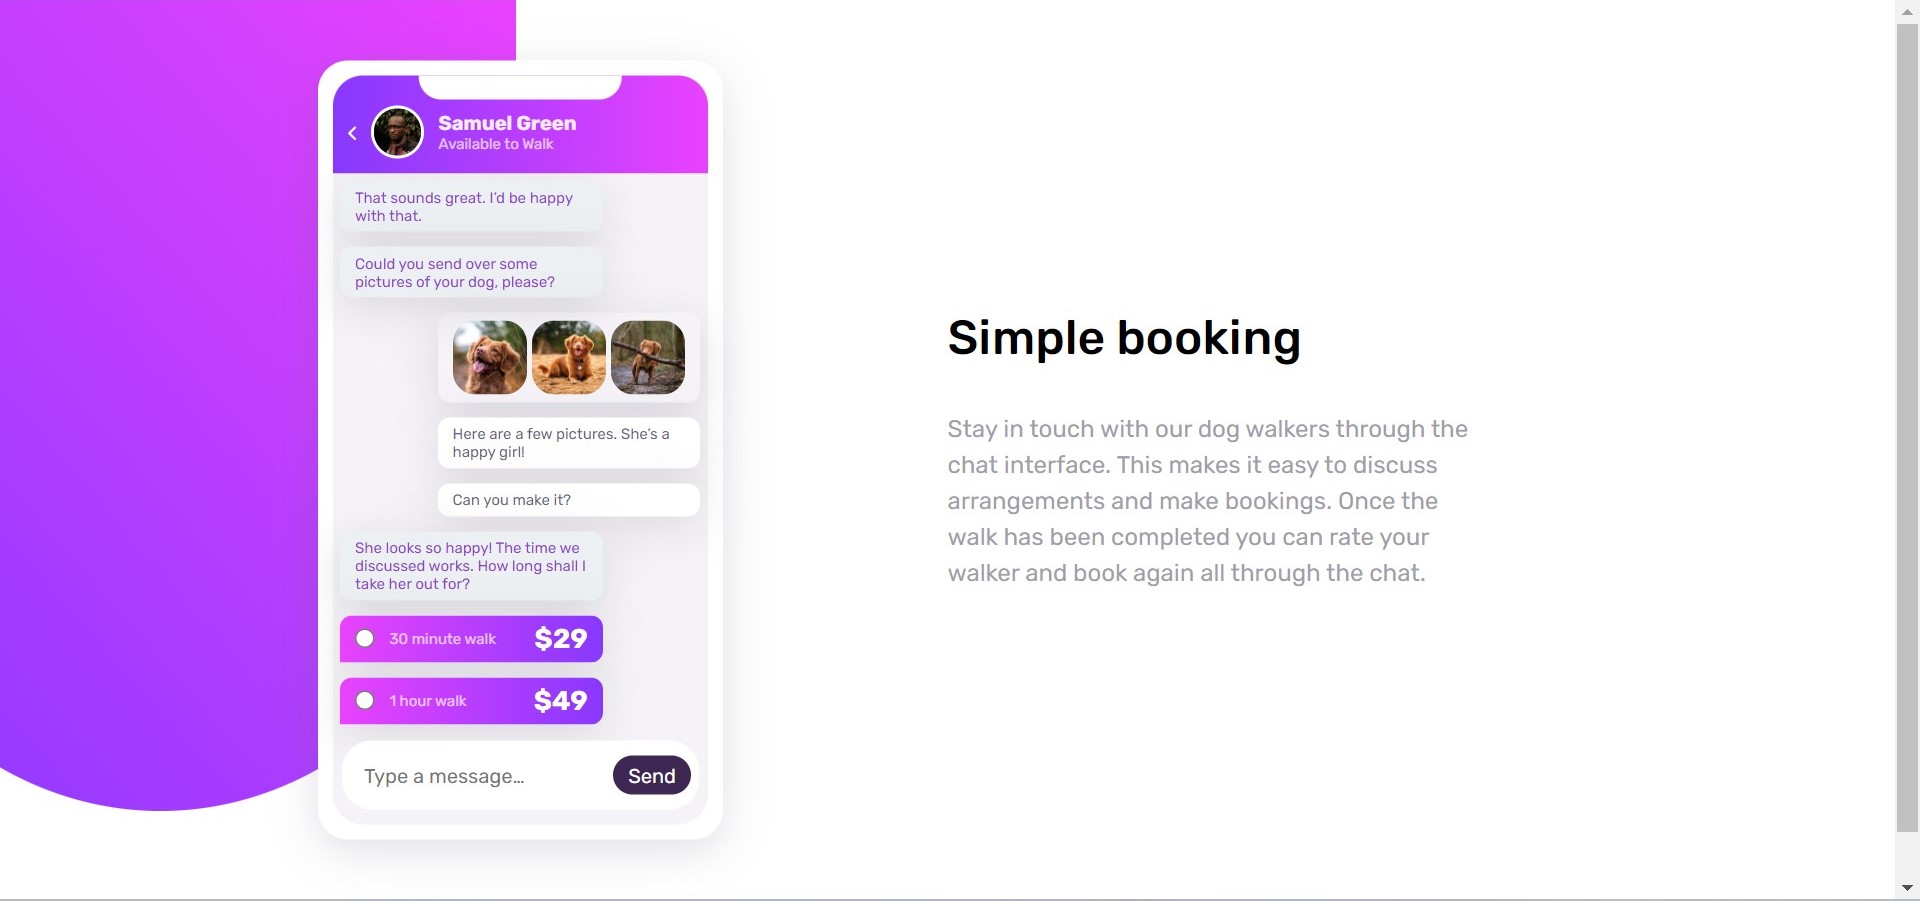 Samuel Green
Available to Walk
That sounds great. I’d be happy
with that.
Could you send over some
pictures of your dog, please?
Here are a few pictures. She’s a
happy girl!
Can you make it?
She looks so happy! The time we
discussed works. How long shall I
take her out for?
30 minute walk $29
1 hour walk $49
Type a message… Send
Simple booking
Stay in touch with our dog walkers through the
chat interface. This makes it easy to discuss
arrangements and make bookings. Once the
walk has been completed you can rate your
walker and book again all through the chat.